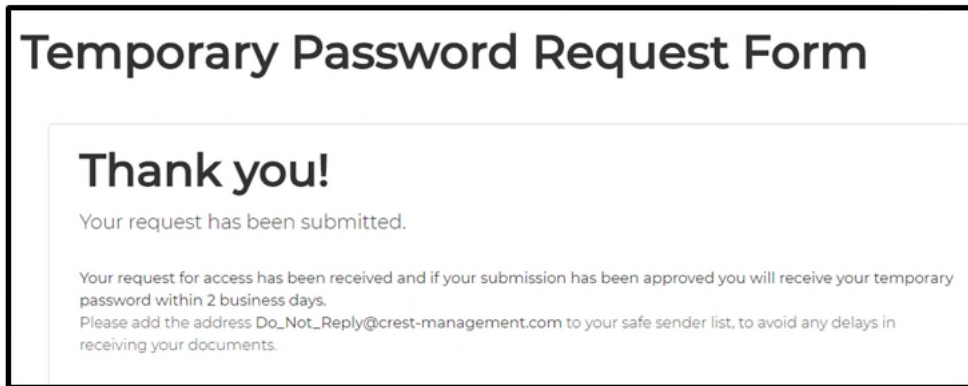 Temporary Password Request Form
Thank you!
Your request has been submitted.
Your request for access has been received and if your submission has been approved you will receive your temporary
password within 2 business days.
Please add the address Do_Not_Reply@crest-management.com to your safe sender list, to avoid any delays in
receiving your documents.